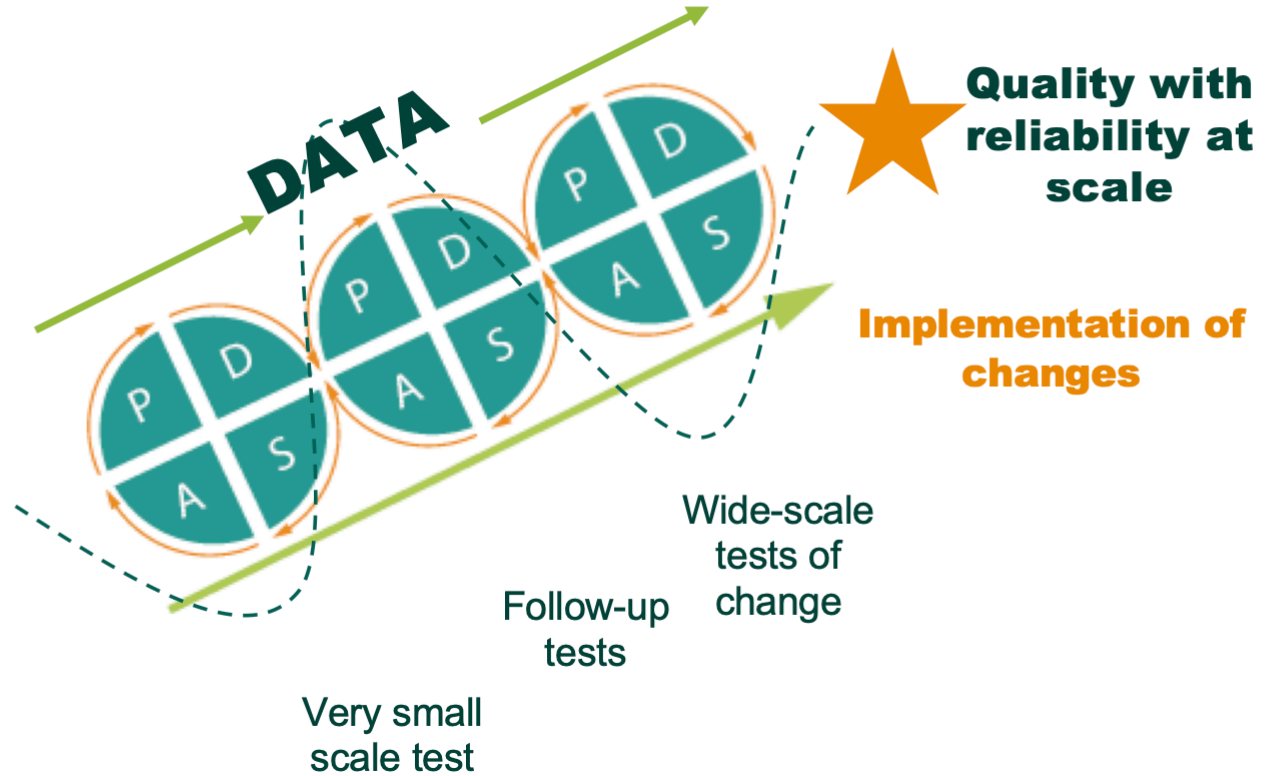 DATA
Quality with
reliability at
scale
P
D
A
S
P
D
A
S
P
D
A
S
Implementation of
changes
Wide-scale
tests of
change
Follow-up
tests
Very small
scale test